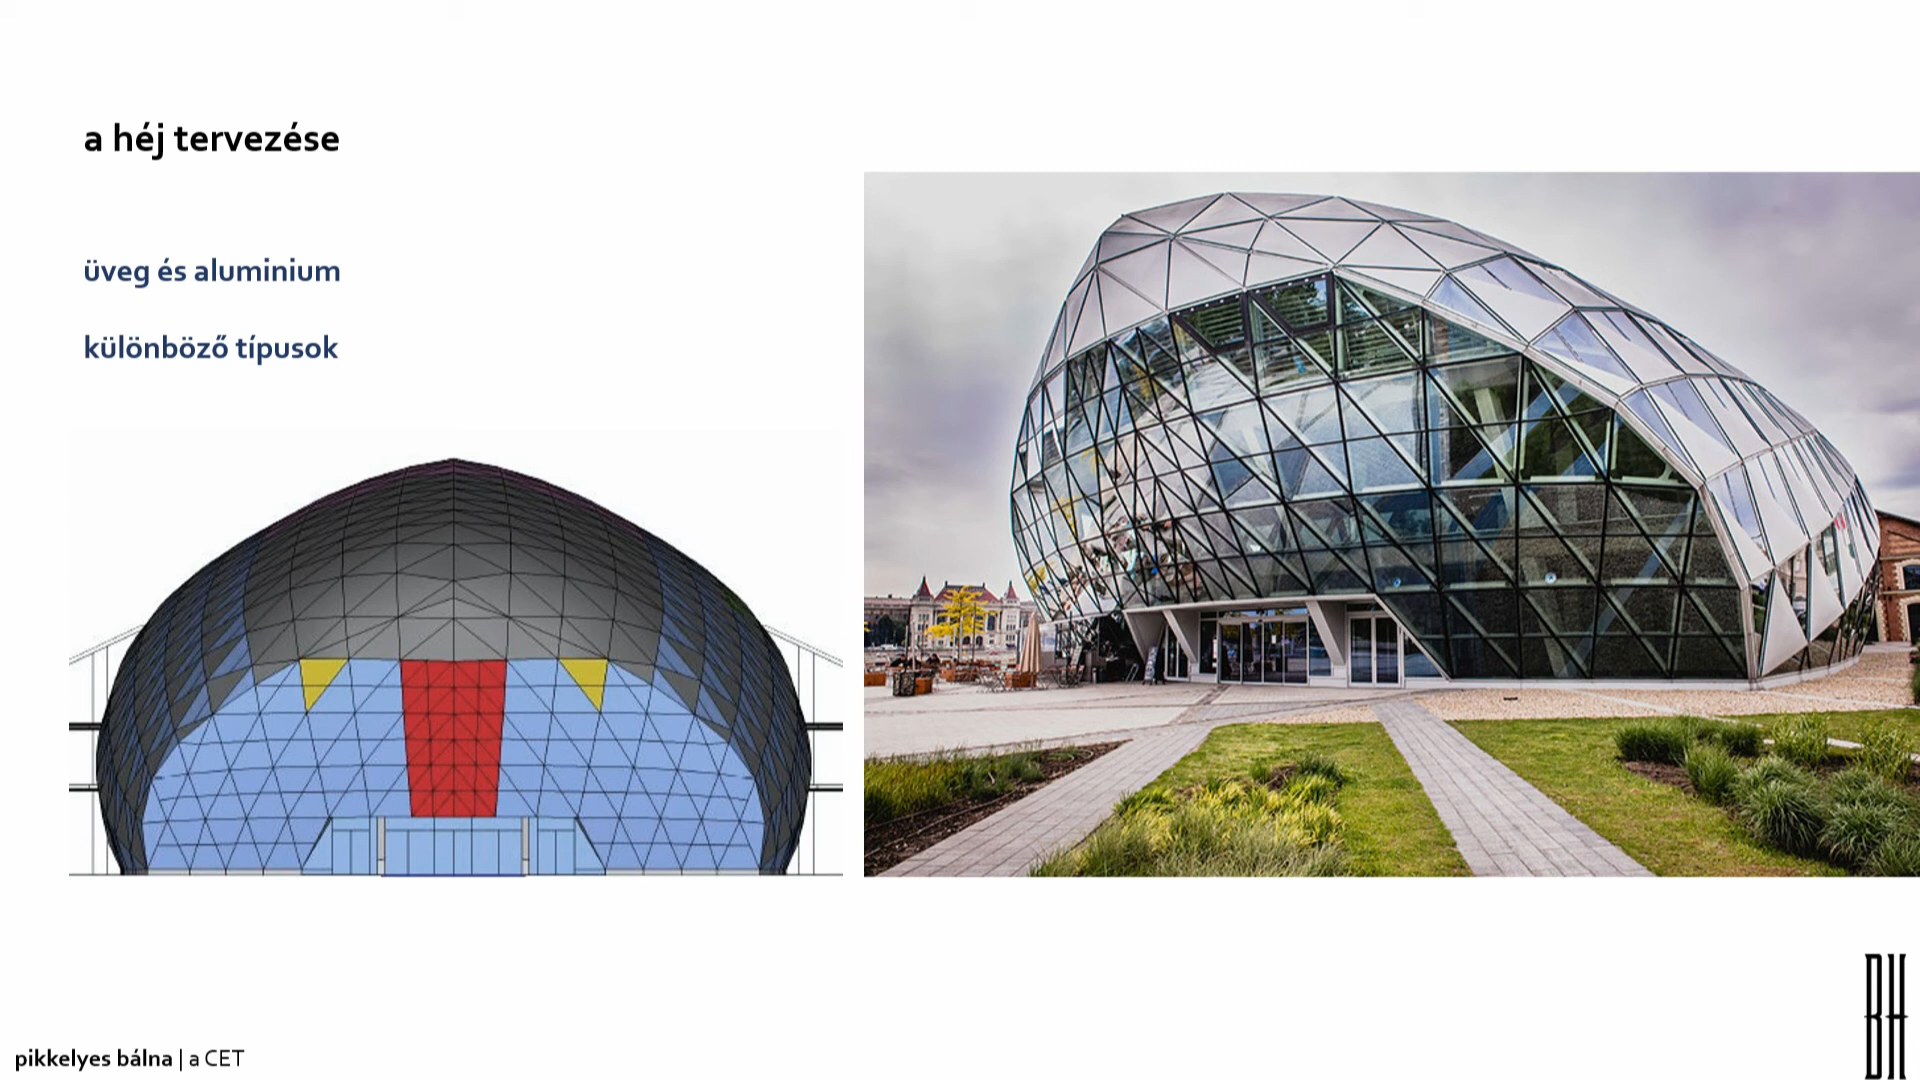 a héj tervezése
üveg és aluminium
különböző típusok
pikkelyes bálna | a CET
BH